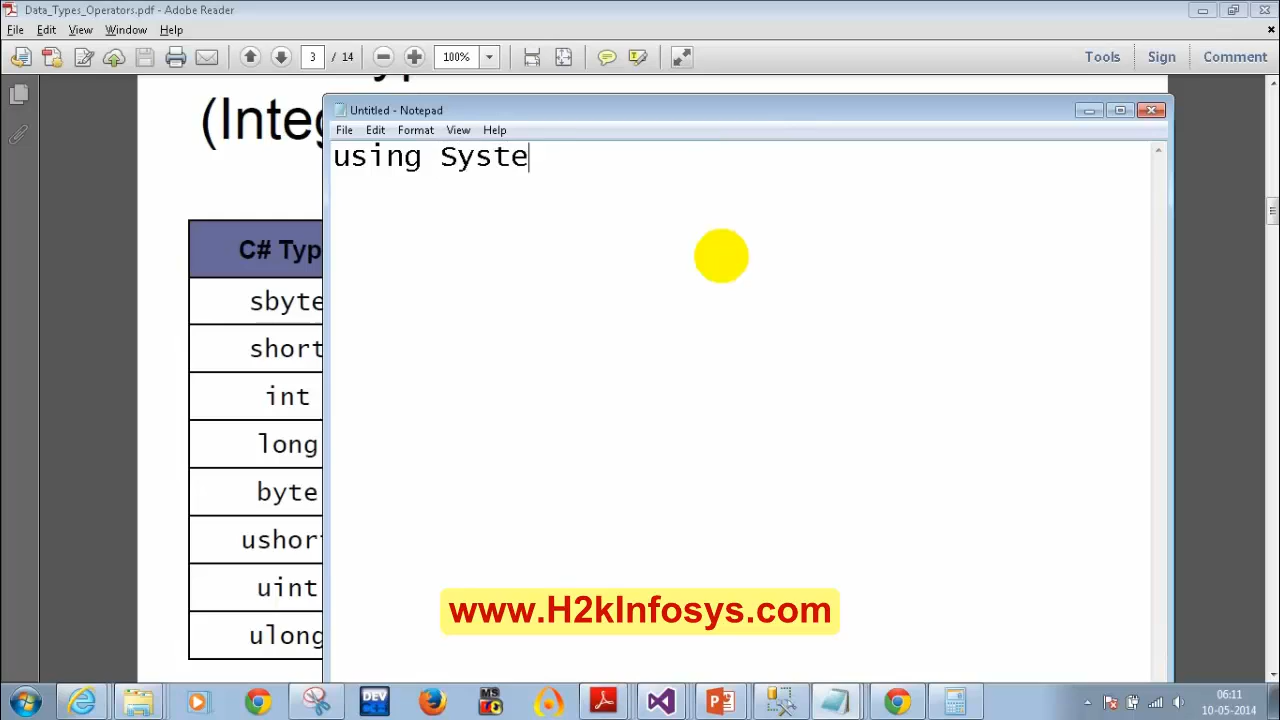 Data_Types_Operators.pdf - Adobe Reader
File Edit View Window Help
3 / 14 100% Tools Sign Comment
(Integ
Untitled - Notepad
File Edit Format View Help
using Syste
C# Typ
sbyte
short
int
long
byte
ushort
uint
ulong
www.H2kInfosys.com
DEV
MS
06:11
10-05-2014